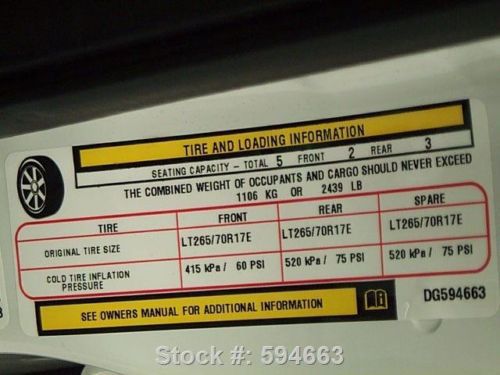 TIRE AND LOADING INFORMATION
SEATING CAPACITY - TOTAL 5 FRONT 2 REAR 3
THE COMBINED WEIGHT OF OCCUPANTS AND CARGO SHOULD NEVER EXCEED
1106 KG OR 2439 LB
TIRE FRONT REAR SPARE
ORIGINAL TIRE SIZE LT265/70R17E LT265/70R17E LT265/70R17E
COLD TIRE INFLATION PRESSURE 415 kPa / 60 PSI 520 kPa / 75 PSI 520 kPa / 75 PSI
SEE OWNERS MANUAL FOR ADDITIONAL INFORMATION
DG594663
Stock #: 594663